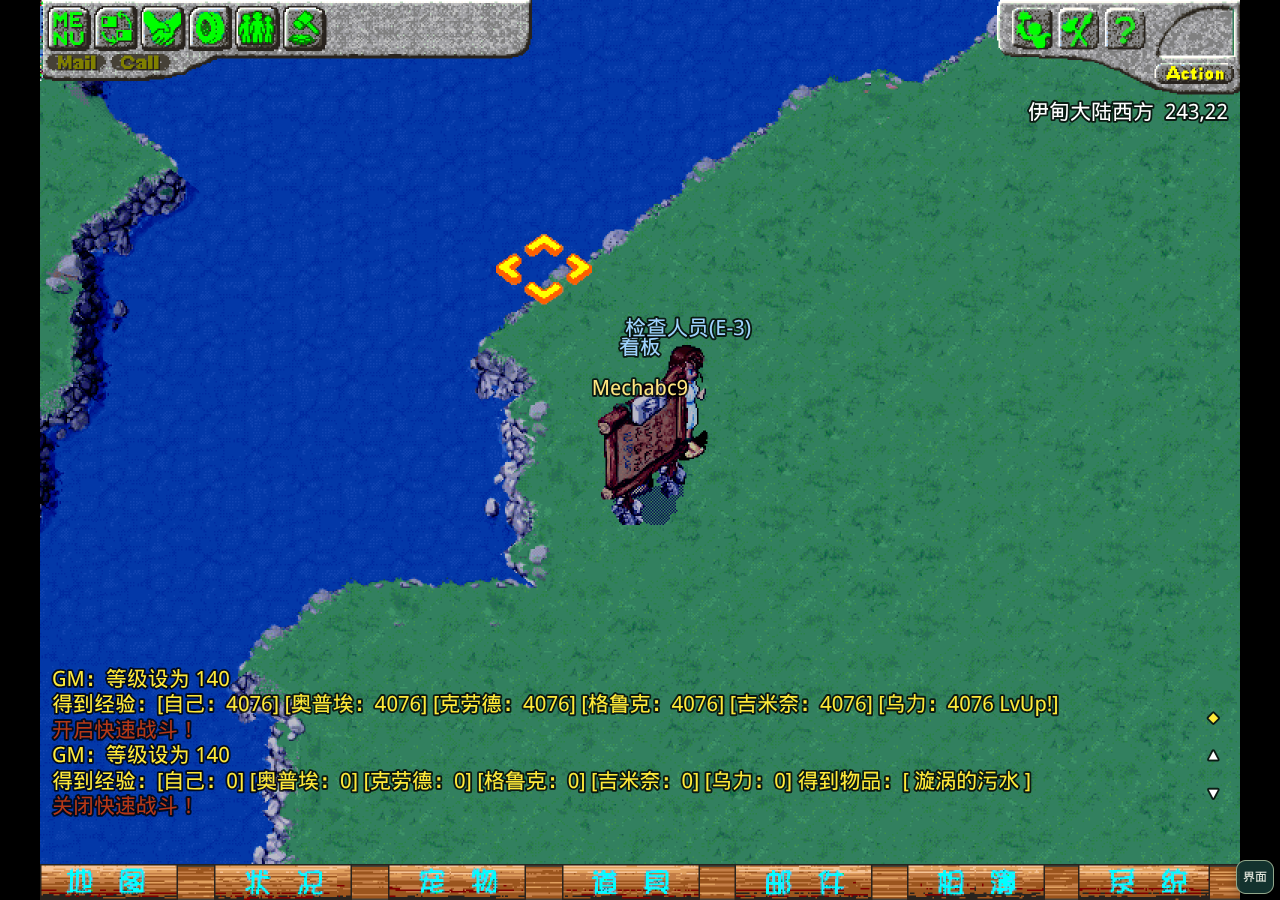 MENU
Mail Call
Action
伊甸大陆西方 243,22
检查人员(E-3)
看板
Mechabc9
GM：等级设为 140
得到经验：[自己：4076] [奥普埃：4076] [克劳德：4076] [格鲁克：4076] [吉米奈：4076] [乌力：4076 LvUp!]
开启快速战斗！
GM：等级设为 140
得到经验：[自己：0] [奥普埃：0] [克劳德：0] [格鲁克：0] [吉米奈：0] [乌力：0] 得到物品：[ 漩涡的污水 ]
关闭快速战斗！
地图 状况 宠物 道具 邮件 相簿 系统
界面